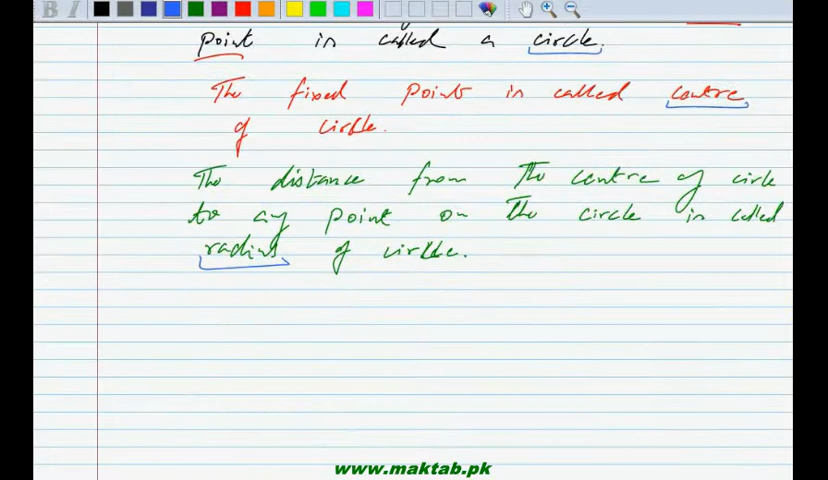 B I
point is called a circle.
The fixed point is called centre
of circle.
The distance from the centre of circle
to any point on the circle is called
radius of circle.
www.maktab.pk